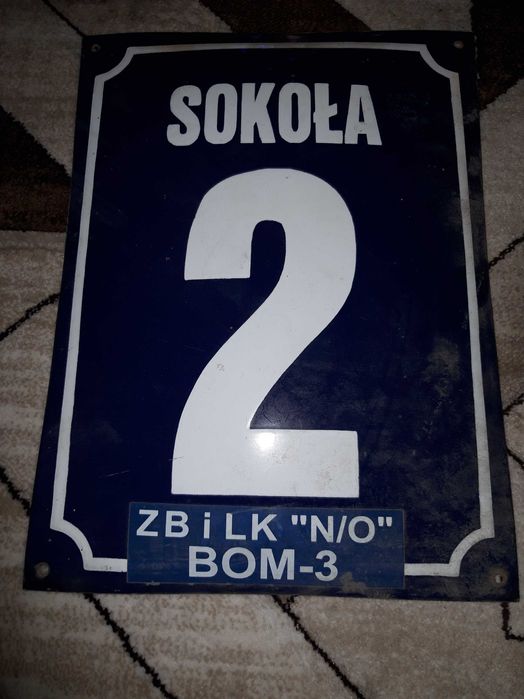 SOKOŁA
2
ZB i LK "N/O"
BOM-3